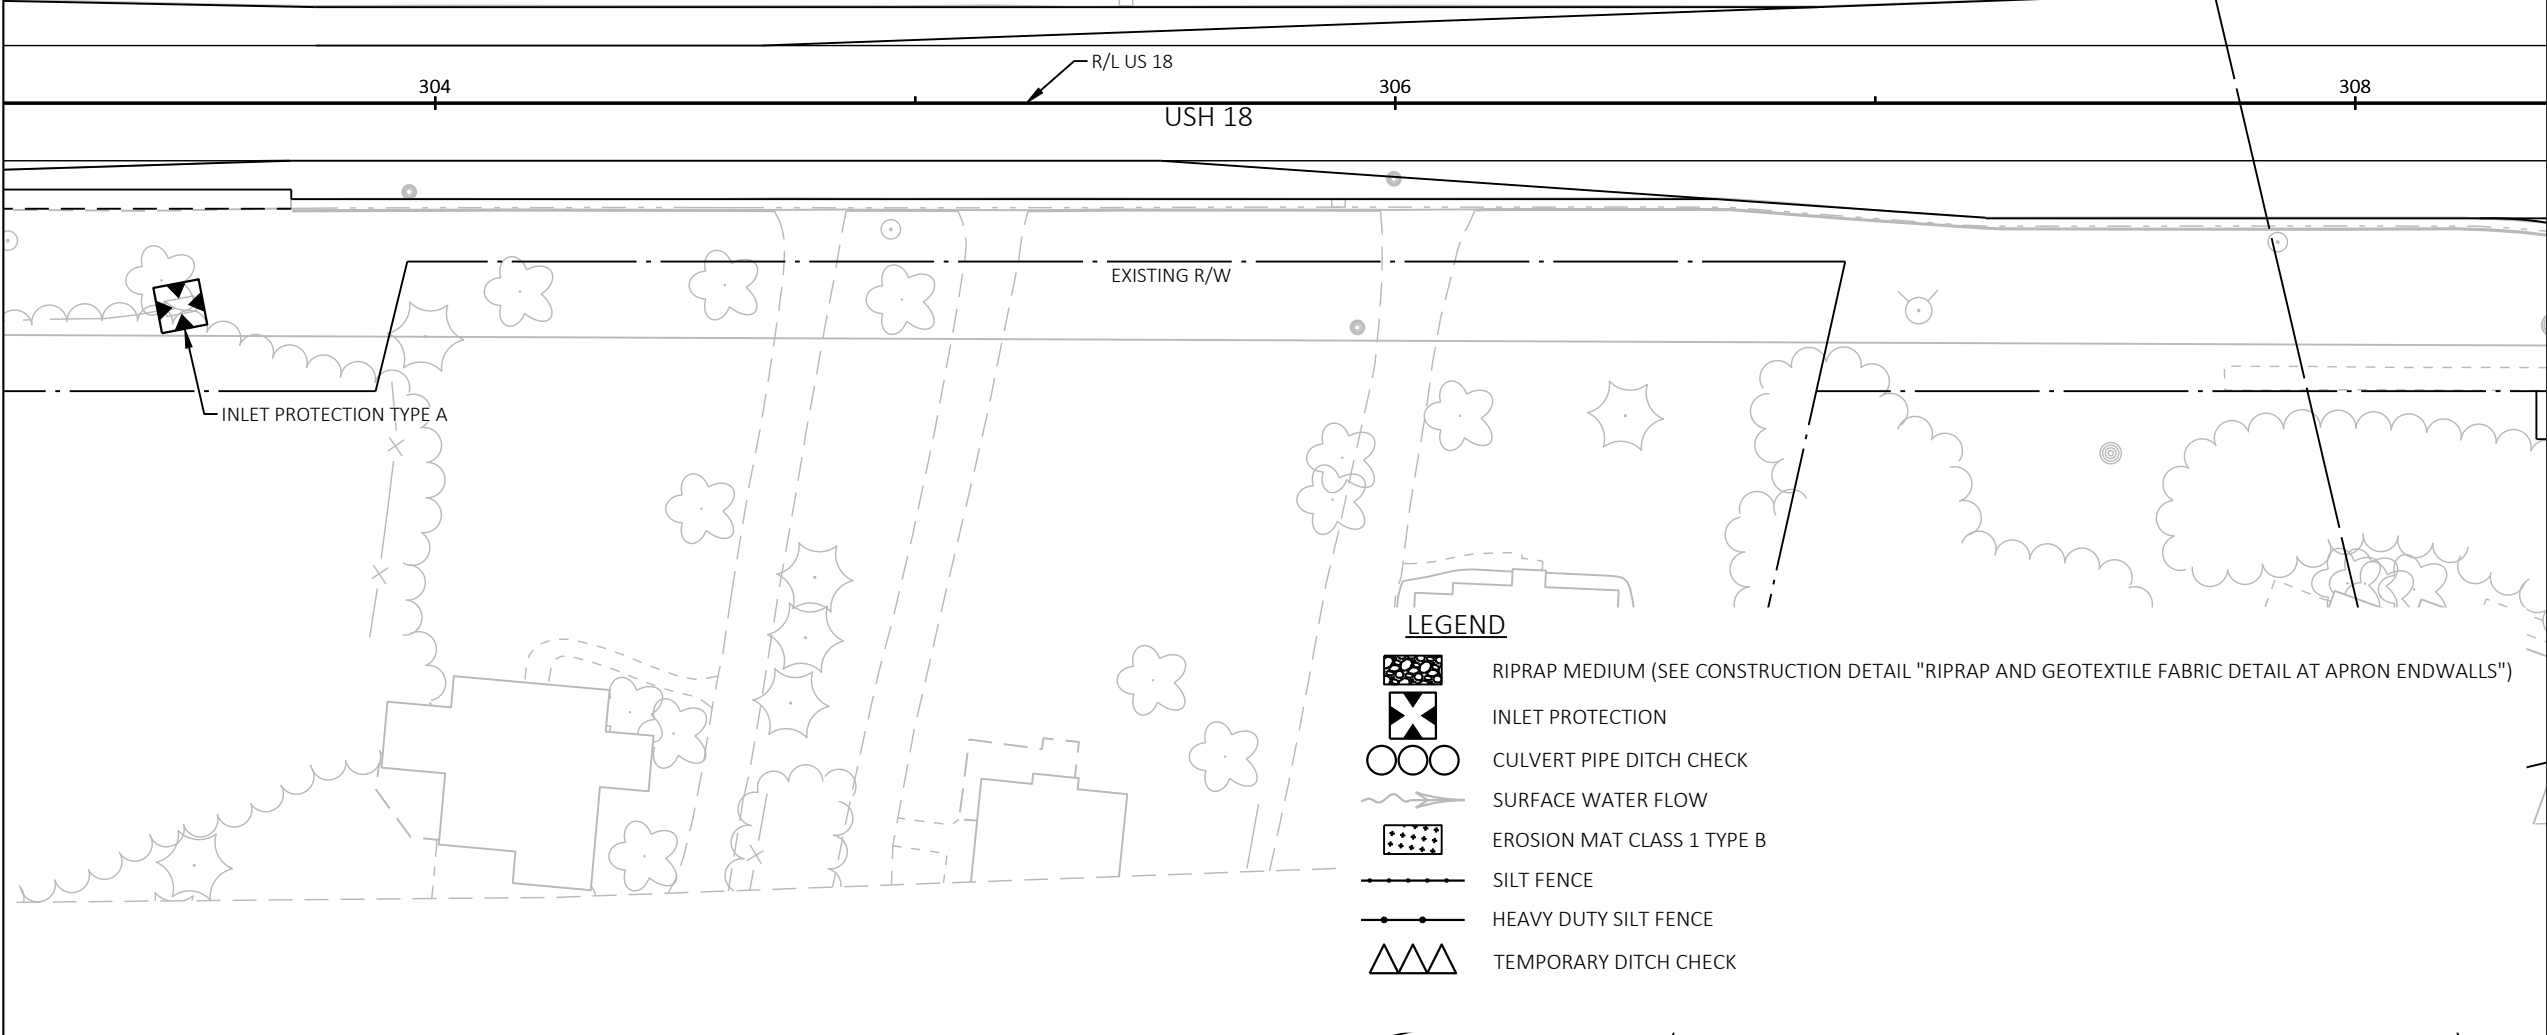 R/L US 18
304
306
308
USH 18
EXISTING R/W
INLET PROTECTION TYPE A
LEGEND
RIPRAP MEDIUM (SEE CONSTRUCTION DETAIL "RIPRAP AND GEOTEXTILE FABRIC DETAIL AT APRON ENDWALLS")
INLET PROTECTION
CULVERT PIPE DITCH CHECK
SURFACE WATER FLOW
EROSION MAT CLASS 1 TYPE B
SILT FENCE
HEAVY DUTY SILT FENCE
TEMPORARY DITCH CHECK